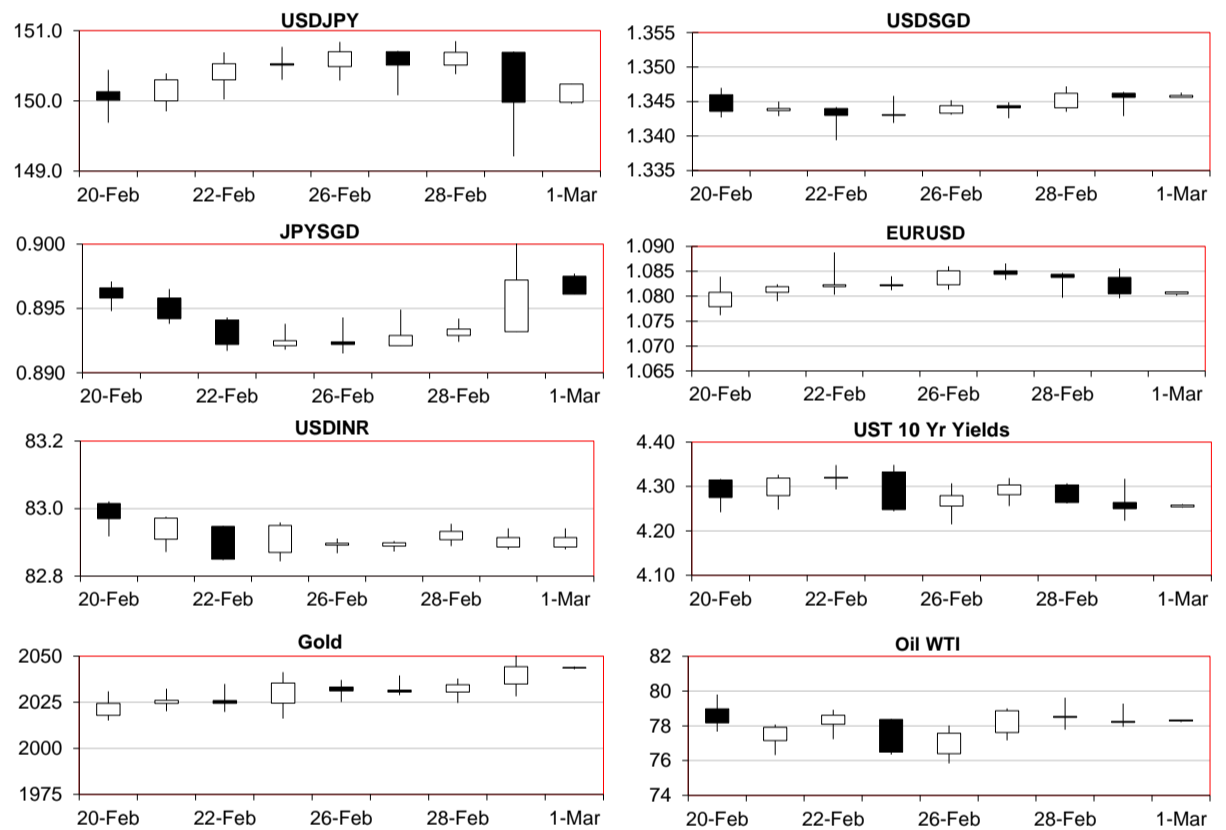 USDJPY
151.0
150.0
149.0
20-Feb 22-Feb 26-Feb 28-Feb 1-Mar
USDSGD
1.355
1.350
1.345
1.340
1.335
20-Feb 22-Feb 26-Feb 28-Feb 1-Mar
JPYSGD
0.900
0.895
0.890
20-Feb 22-Feb 26-Feb 28-Feb 1-Mar
EURUSD
1.090
1.085
1.080
1.075
1.070
1.065
20-Feb 22-Feb 26-Feb 28-Feb 1-Mar
USDINR
83.2
83.0
82.8
20-Feb 22-Feb 26-Feb 28-Feb 1-Mar
UST 10 Yr Yields
4.40
4.30
4.20
4.10
20-Feb 22-Feb 26-Feb 28-Feb 1-Mar
Gold
2050
2025
2000
1975
20-Feb 22-Feb 26-Feb 28-Feb 1-Mar
Oil WTI
82
80
78
76
74
20-Feb 22-Feb 26-Feb 28-Feb 1-Mar